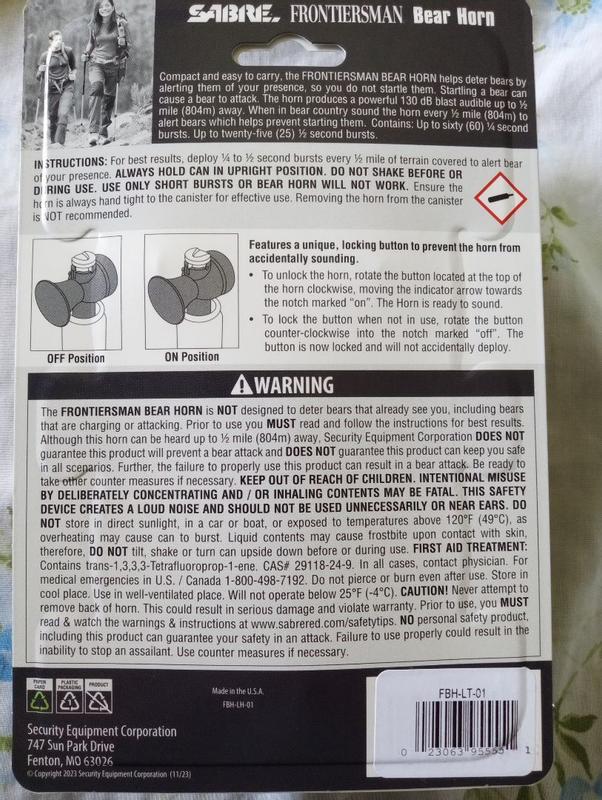 SABRE. FRONTIERSMAN Bear Horn
Compact and easy to carry, the FRONTIERSMAN BEAR HORN helps deter bears by
alerting them of your presence, so you do not startle them. Startling a bear can
cause a bear to attack. The horn produces a powerful 130 dB blast audible up to ½
mile (804m) away. When in bear country sound the horn every ½ mile (804m) to
alert bears which helps prevent starting them. Contains: Up to sixty (60) ¼ second
bursts. Up to twenty-five (25) ½ second bursts.
INSTRUCTIONS: For best results, deploy ¼ to ½ second bursts every ½ mile of terrain covered to alert bear
of your presence. ALWAYS HOLD CAN IN UPRIGHT POSITION. DO NOT SHAKE BEFORE OR
DURING USE. USE ONLY SHORT BURSTS OR BEAR HORN WILL NOT WORK. Ensure the
horn is always hand tight to the canister for effective use. Removing the horn from the canister
is NOT recommended.
OFF Position
ON Position
Features a unique, locking button to prevent the horn from
accidentally sounding.
• To unlock the horn, rotate the button located at the top of
the horn clockwise, moving the indicator arrow towards
the notch marked “on”. The Horn is ready to sound.
• To lock the button when not in use, rotate the button
counter-clockwise into the notch marked “off”. The
button is now locked and will not accidentally deploy.
WARNING
The FRONTIERSMAN BEAR HORN is NOT designed to deter bears that already see you, including bears
that are charging or attacking. Prior to use you MUST read and follow the instructions for best results.
Although this horn can be heard up to ½ mile (804m) away, Security Equipment Corporation DOES NOT
guarantee this product will prevent a bear attack and DOES NOT guarantee this product can keep you safe
in all scenarios. Further, the failure to properly use this product can result in a bear attack. Be ready to
take other counter measures if necessary. KEEP OUT OF REACH OF CHILDREN. INTENTIONAL MISUSE
BY DELIBERATELY CONCENTRATING AND / OR INHALING CONTENTS MAY BE FATAL. THIS SAFETY
DEVICE CREATES A LOUD NOISE AND SHOULD NOT BE USED UNNECESSARILY OR NEAR EARS. DO
NOT store in direct sunlight, in a car or boat, or exposed to temperatures above 120°F (49°C), as
overheating may cause can to burst. Liquid contents may cause frostbite upon contact with skin,
therefore, DO NOT tilt, shake or turn can upside down before or during use. FIRST AID TREATMENT:
Contains trans-1,3,3,3-Tetrafluoroprop-1-ene. CAS# 29118-24-9. In all cases, contact physician. For
medical emergencies in U.S. / Canada 1-800-498-7192. Do not pierce or burn even after use. Store in
cool place. Use in well-ventilated place. Will not operate below 25°F (-4°C). CAUTION! Never attempt to
remove back of horn. This could result in serious damage and violate warranty. Prior to use, you MUST
read & watch the warnings & instructions at www.sabrered.com/safetytips. NO personal safety product,
including this product can guarantee your safety in an attack. Failure to use properly could result in the
inability to stop an assailant. Use counter measures if necessary.
PAPER CARD
PLASTIC PACKAGING
PRODUCT
Made in the U.S.A.
FBH-LH-01
Security Equipment Corporation
747 Sun Park Drive
Fenton, MO 63026
© Copyright 2023 Security Equipment Corporation (11/23)
FBH-LT-01
0 23063 95555 1